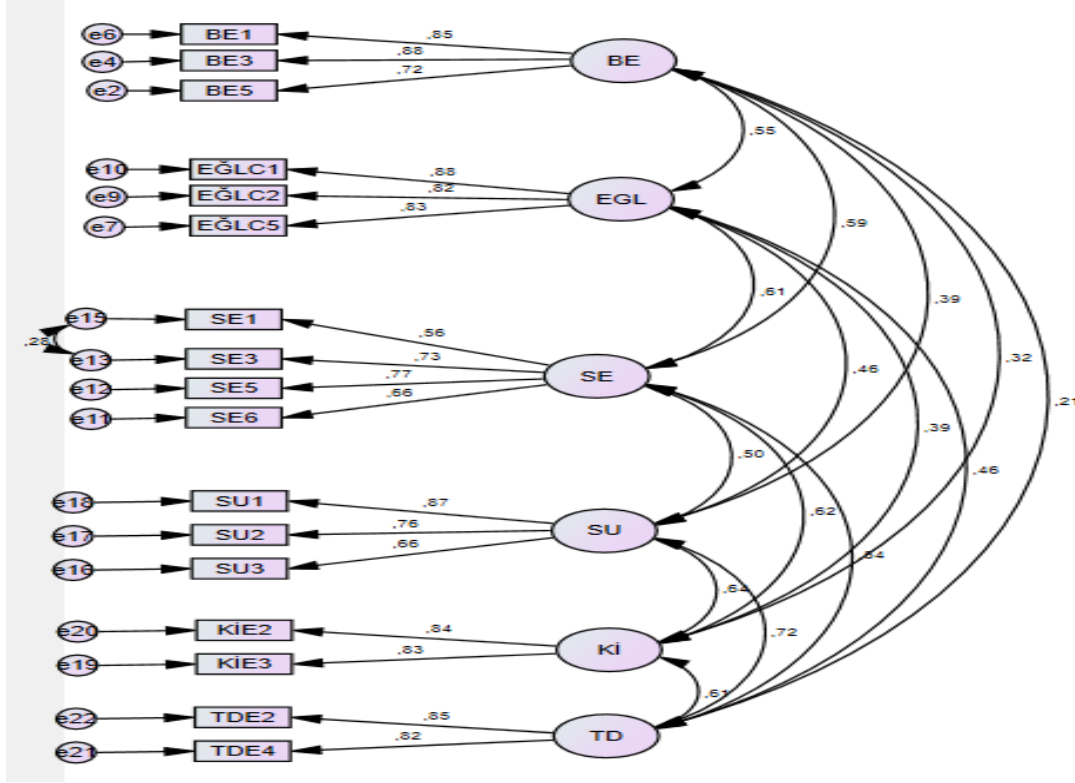 e6 BE1 ,85
e4 BE3 ,88 BE
e2 BE5 ,72
,55
e10 EĞLC1 ,88
e9 EĞLC2 ,82 EGL
e7 EĞLC5 ,83
,59
,61 ,39
e15 SE1 ,56
,28
e13 SE3 ,73 ,46 ,32
e12 SE5 ,77 SE
e11 SE6 ,66
,21
,39
,50 ,46
e18 SU1 ,87 ,62
e17 SU2 ,76 SU
e16 SU3 ,66
,64
e20 KİE2 ,84 ,72
e19 KİE3 ,83 Kİ
,61
e22 TDE2 ,85
e21 TDE4 ,82 TD